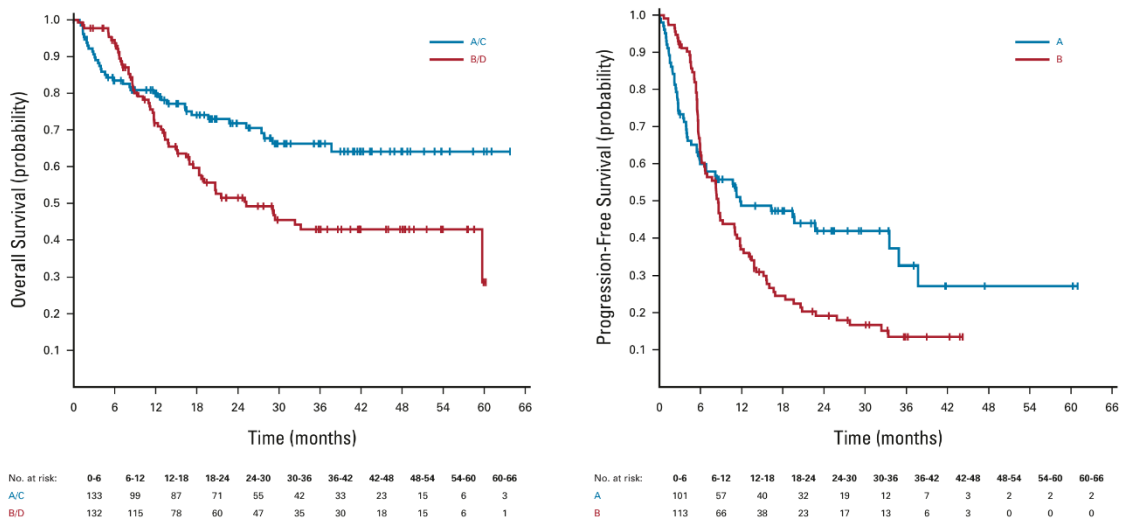 Overall Survival (probability)
1.0
0.9
0.8
0.7
0.6
0.5
0.4
0.3
0.2
0.1
A/C
B/D
0 6 12 18 24 30 36 42 48 54 60 66
Time (months)
No. at risk: 0-6 6-12 12-18 18-24 24-30 30-36 36-42 42-48 48-54 54-60 60-66
A/C 133 99 87 71 55 42 33 23 15 6 3
B/D 132 115 78 60 47 35 30 18 15 6 1
Progression-Free Survival (probability)
1.0
0.9
0.8
0.7
0.6
0.5
0.4
0.3
0.2
0.1
A
B
0 6 12 18 24 30 36 42 48 54 60 66
Time (months)
No. at risk: 0-6 6-12 12-18 18-24 24-30 30-36 36-42 42-48 48-54 54-60 60-66
A 101 57 40 32 19 12 7 3 2 2 2
B 113 66 38 23 17 13 6 3 0 0 0